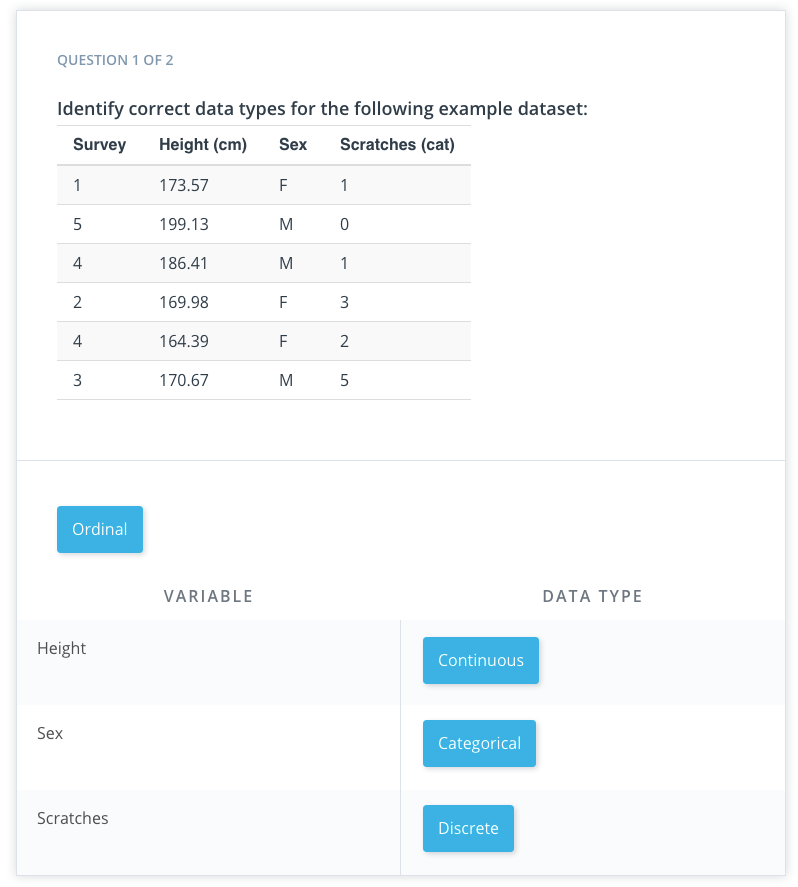 QUESTION 1 OF 2
Identify correct data types for the following example dataset:
Survey Height (cm) Sex Scratches (cat)
1 173.57 F 1
5 199.13 M 0
4 186.41 M 1
2 169.98 F 3
4 164.39 F 2
3 170.67 M 5
Ordinal
VARIABLE DATA TYPE
Height Continuous
Sex Categorical
Scratches Discrete